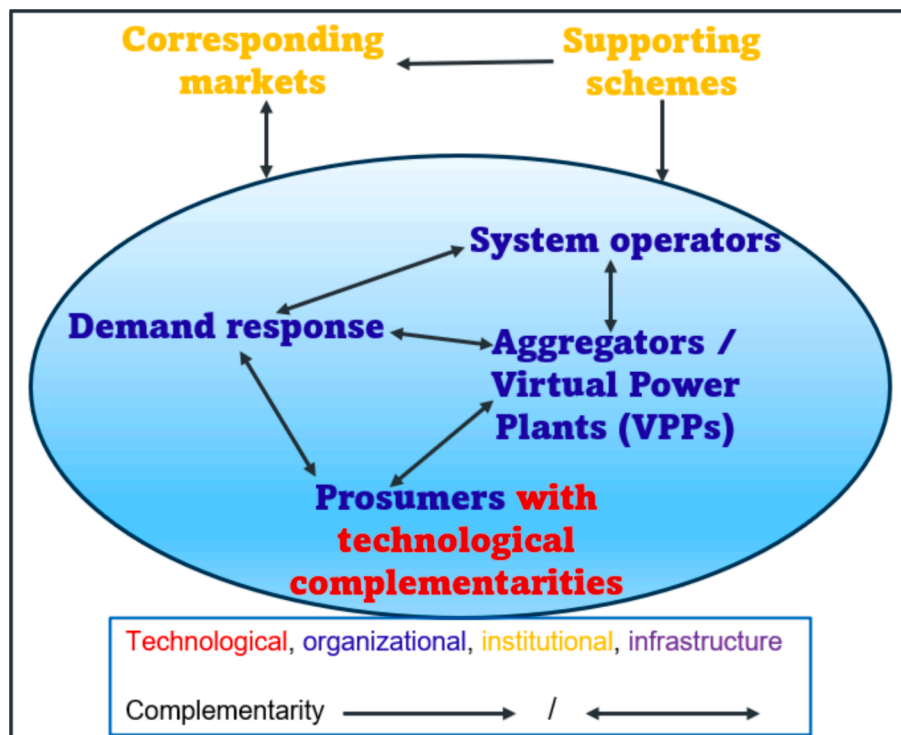 Corresponding
markets
Supporting
schemes
System operators
Demand response
Aggregators /
Virtual Power
Plants (VPPs)
Prosumers with
technological
complementarities
Technological, organizational, institutional, infrastructure
Complementarity /